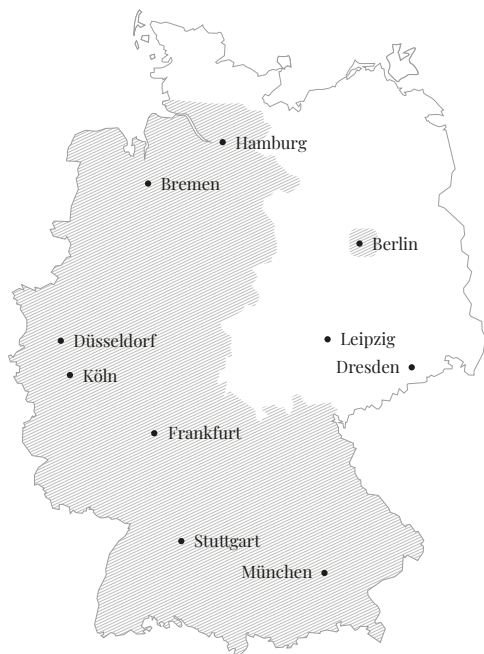 Hamburg
Bremen
Berlin
Düsseldorf
Leipzig
Dresden
Köln
Frankfurt
Stuttgart
München